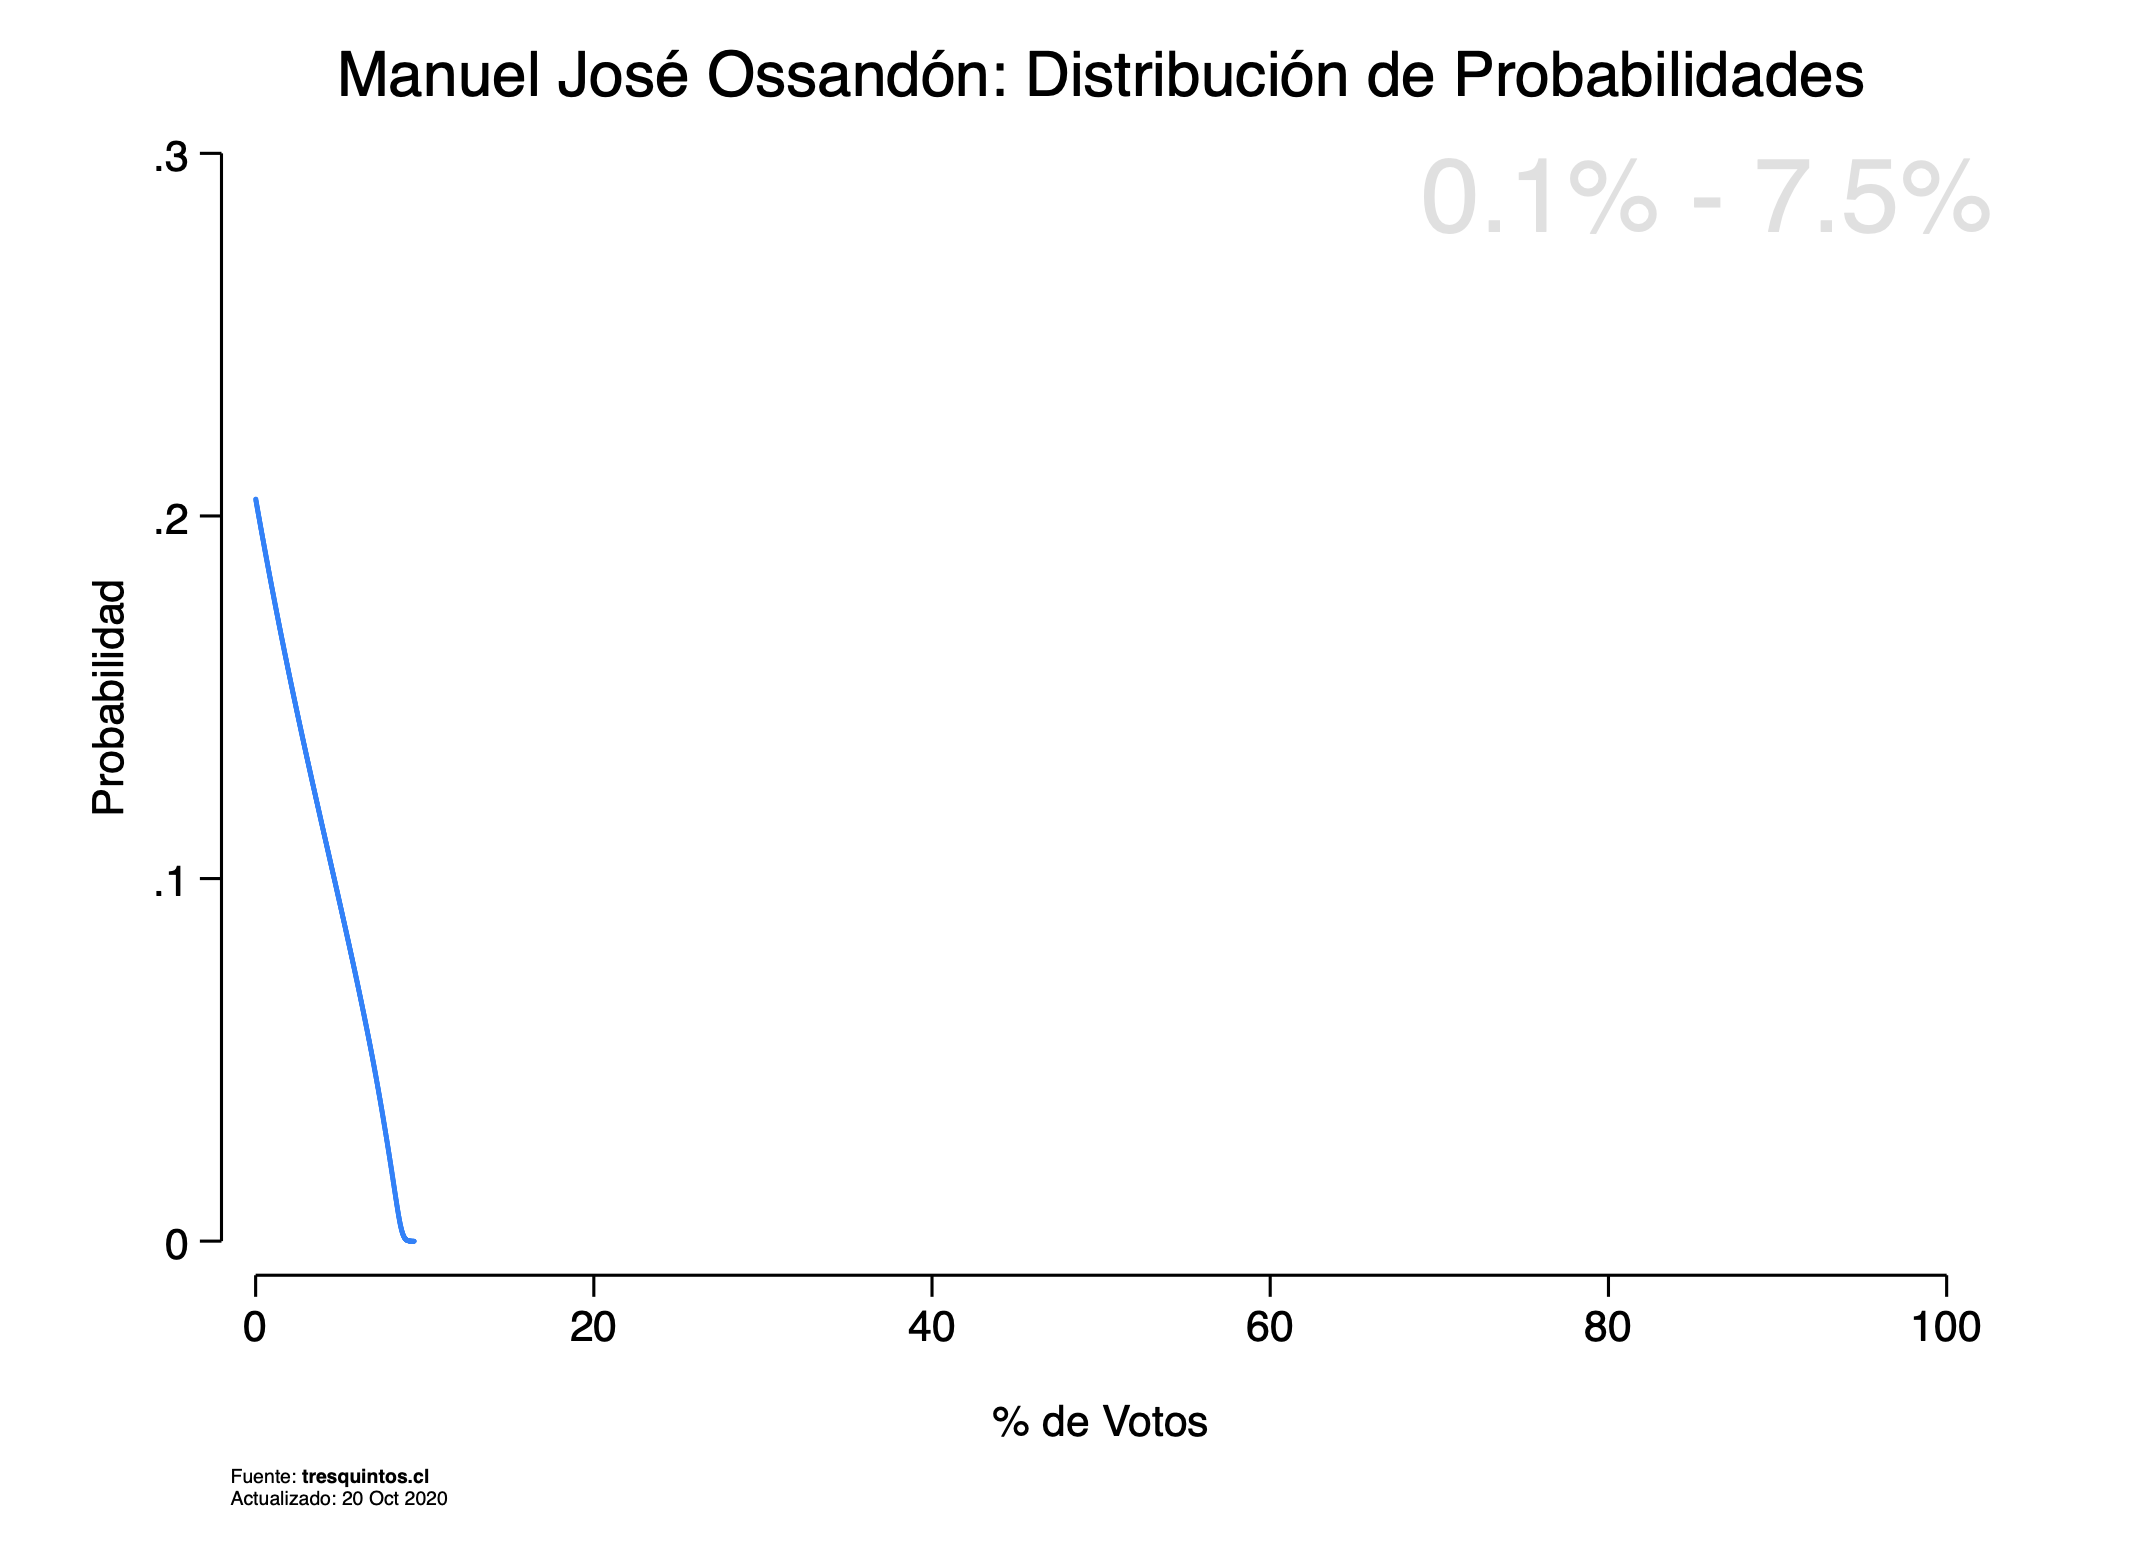 Manuel José Ossandón: Distribución de Probabilidades
0.1% - 7.5%
.3
.2
.1
0
Probabilidad
0 20 40 60 80 100
% de Votos
Fuente: tresquintos.cl
Actualizado: 20 Oct 2020